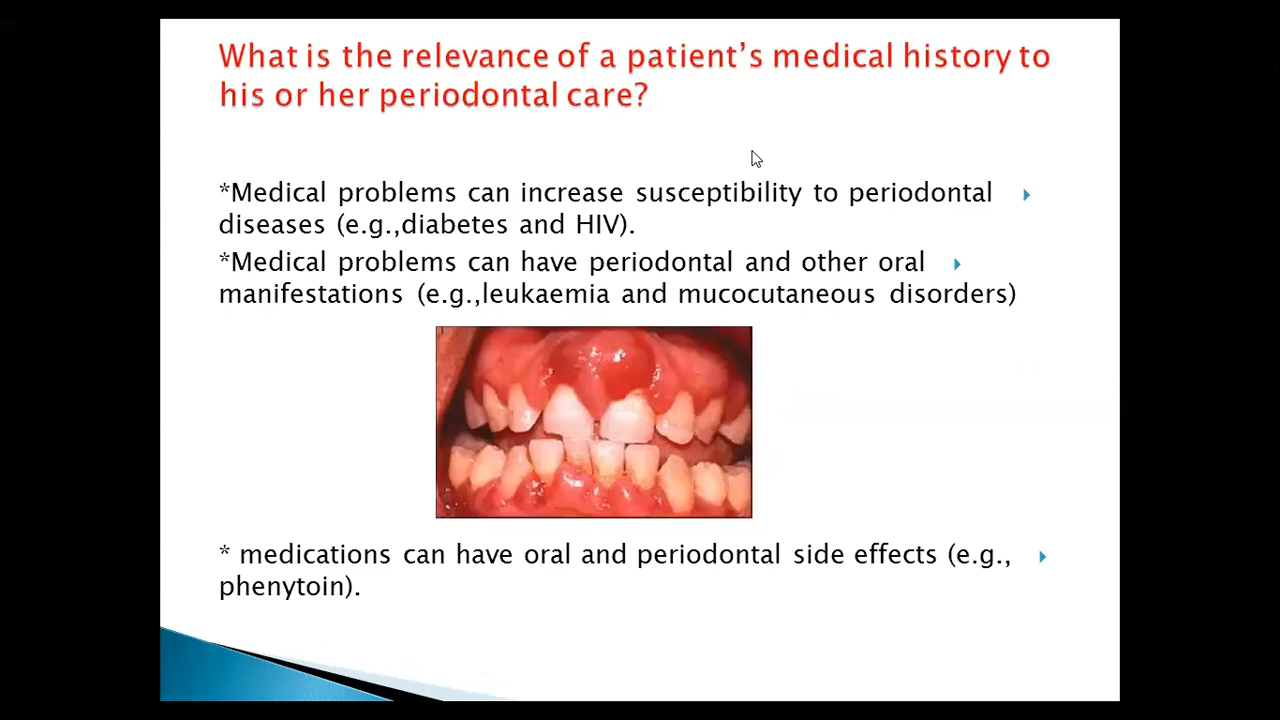 What is the relevance of a patient’s medical history to
his or her periodontal care?
*Medical problems can increase susceptibility to periodontal
diseases (e.g.,diabetes and HIV).
*Medical problems can have periodontal and other oral
manifestations (e.g.,leukaemia and mucocutaneous disorders)
* medications can have oral and periodontal side effects (e.g.,
phenytoin).